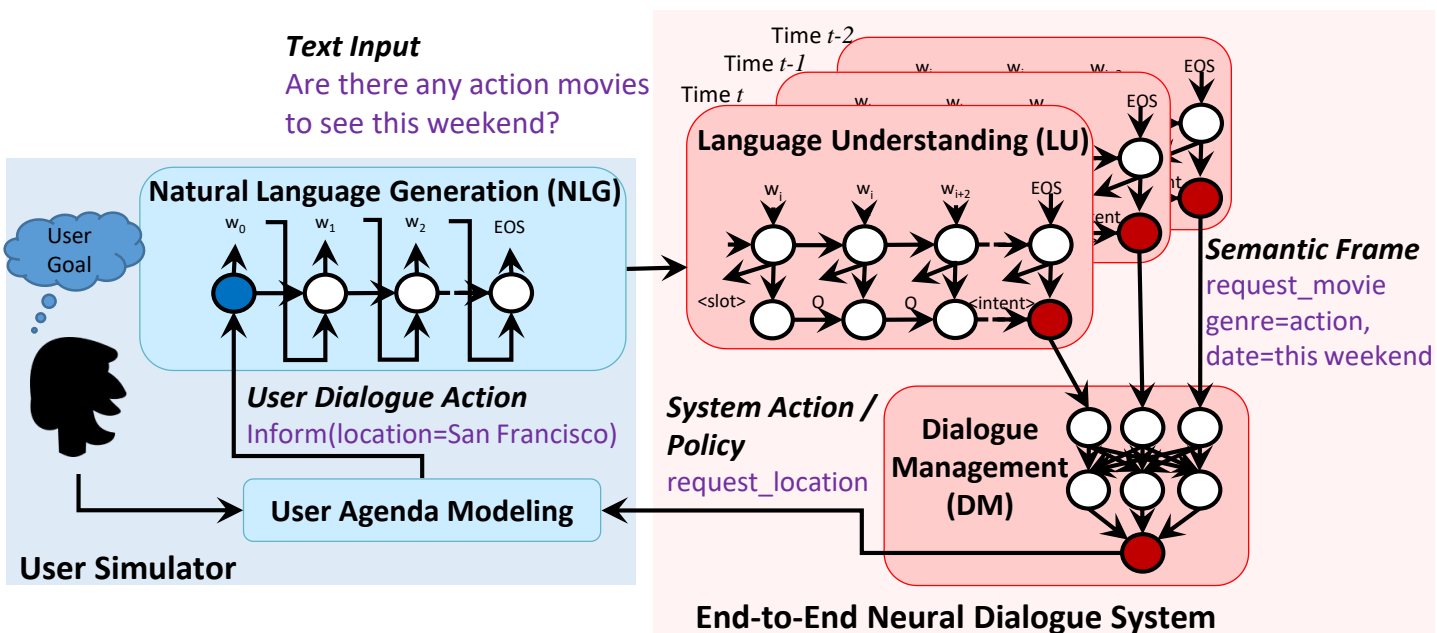 Text Input
Are there any action movies
to see this weekend?
Time t-2
Time t-1
Time t
EOS
EOS
Language Understanding (LU)
wi wi wi+2 EOS
<slot> O O <intent>
Natural Language Generation (NLG)
w0 w1 w2 EOS
User
Goal
Semantic Frame
request_movie
genre=action,
date=this weekend
User Dialogue Action
Inform(location=San Francisco)
System Action /
Policy
request_location
Dialogue
Management
(DM)
User Agenda Modeling
User Simulator
End-to-End Neural Dialogue System